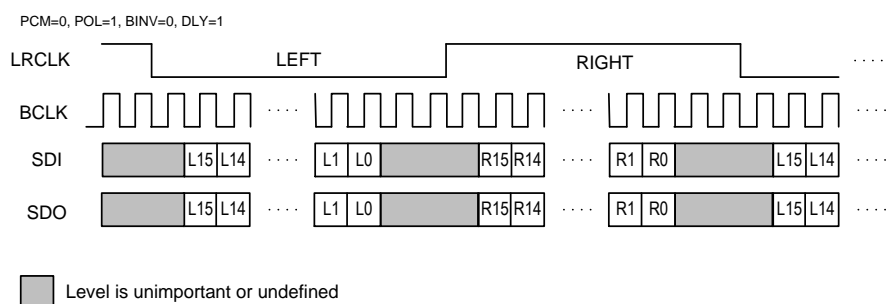 PCM=0, POL=1, BINV=0, DLY=1
LRCLK LEFT RIGHT ....
BCLK .... .... ....
SDI L15 L14 .... L1 L0 R15 R14 .... R1 R0 L15 L14 ....
SDO L15 L14 .... L1 L0 R15 R14 .... R1 R0 L15 L14 ....
Level is unimportant or undefined